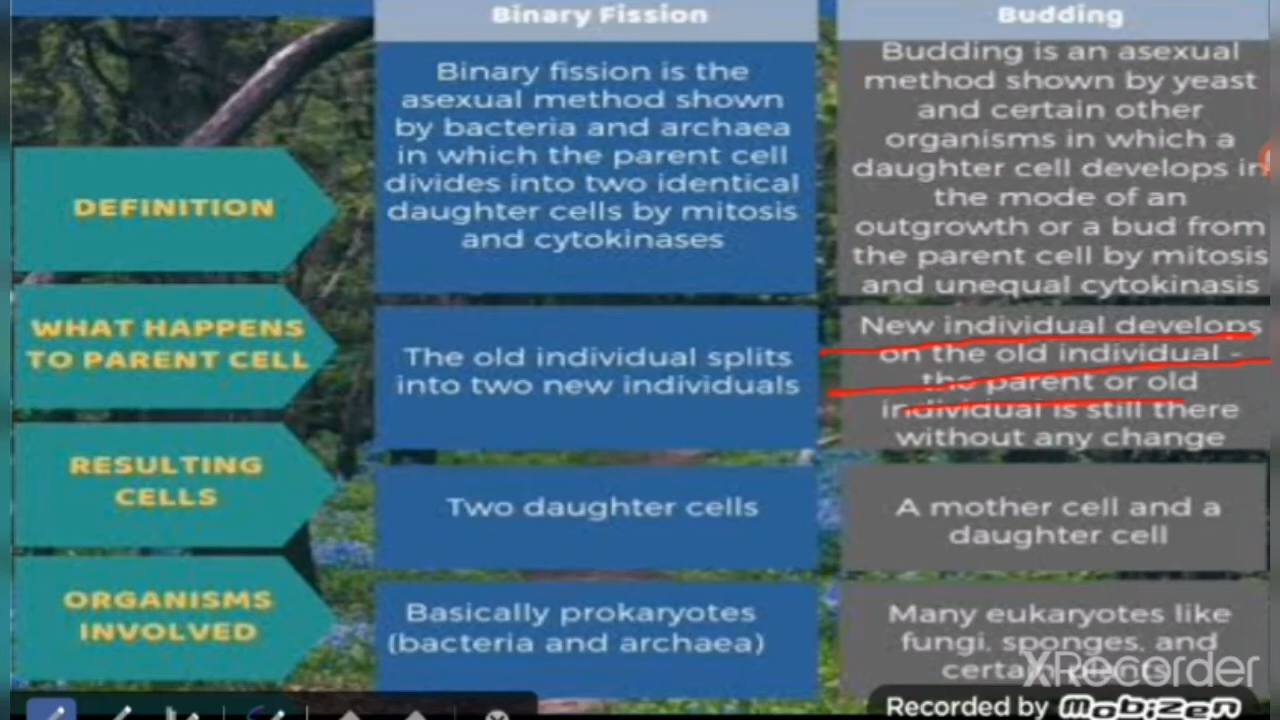 Binary Fission
Budding
DEFINITION
Binary fission is the
asexual method shown
by bacteria and archaea
in which the parent cell
divides into two identical
daughter cells by mitosis
and cytokinases
Budding is an asexual
method shown by yeast
and certain other
organisms in which a
daughter cell develops in
the mode of an
outgrowth or a bud from
the parent cell by mitosis
and unequal cytokinasis
WHAT HAPPENS
TO PARENT CELL
The old individual splits
into two new individuals
New individual develops
on the old individual -
the parent or old
individual is still there
without any change
RESULTING
CELLS
Two daughter cells
A mother cell and a
daughter cell
ORGANISMS
INVOLVED
Basically prokaryotes
(bacteria and archaea)
Many eukaryotes like
fungi, sponges, and
certain plants
XRecorder
Recorded by MobiZen